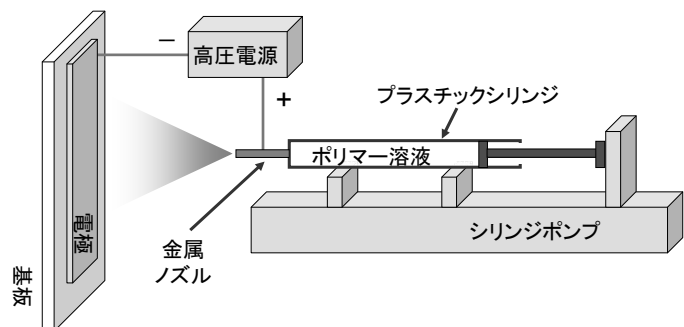 −
高圧電源
+
プラスチックシリンジ
ポリマー溶液
電極
金属
ノズル
シリンジポンプ
基板